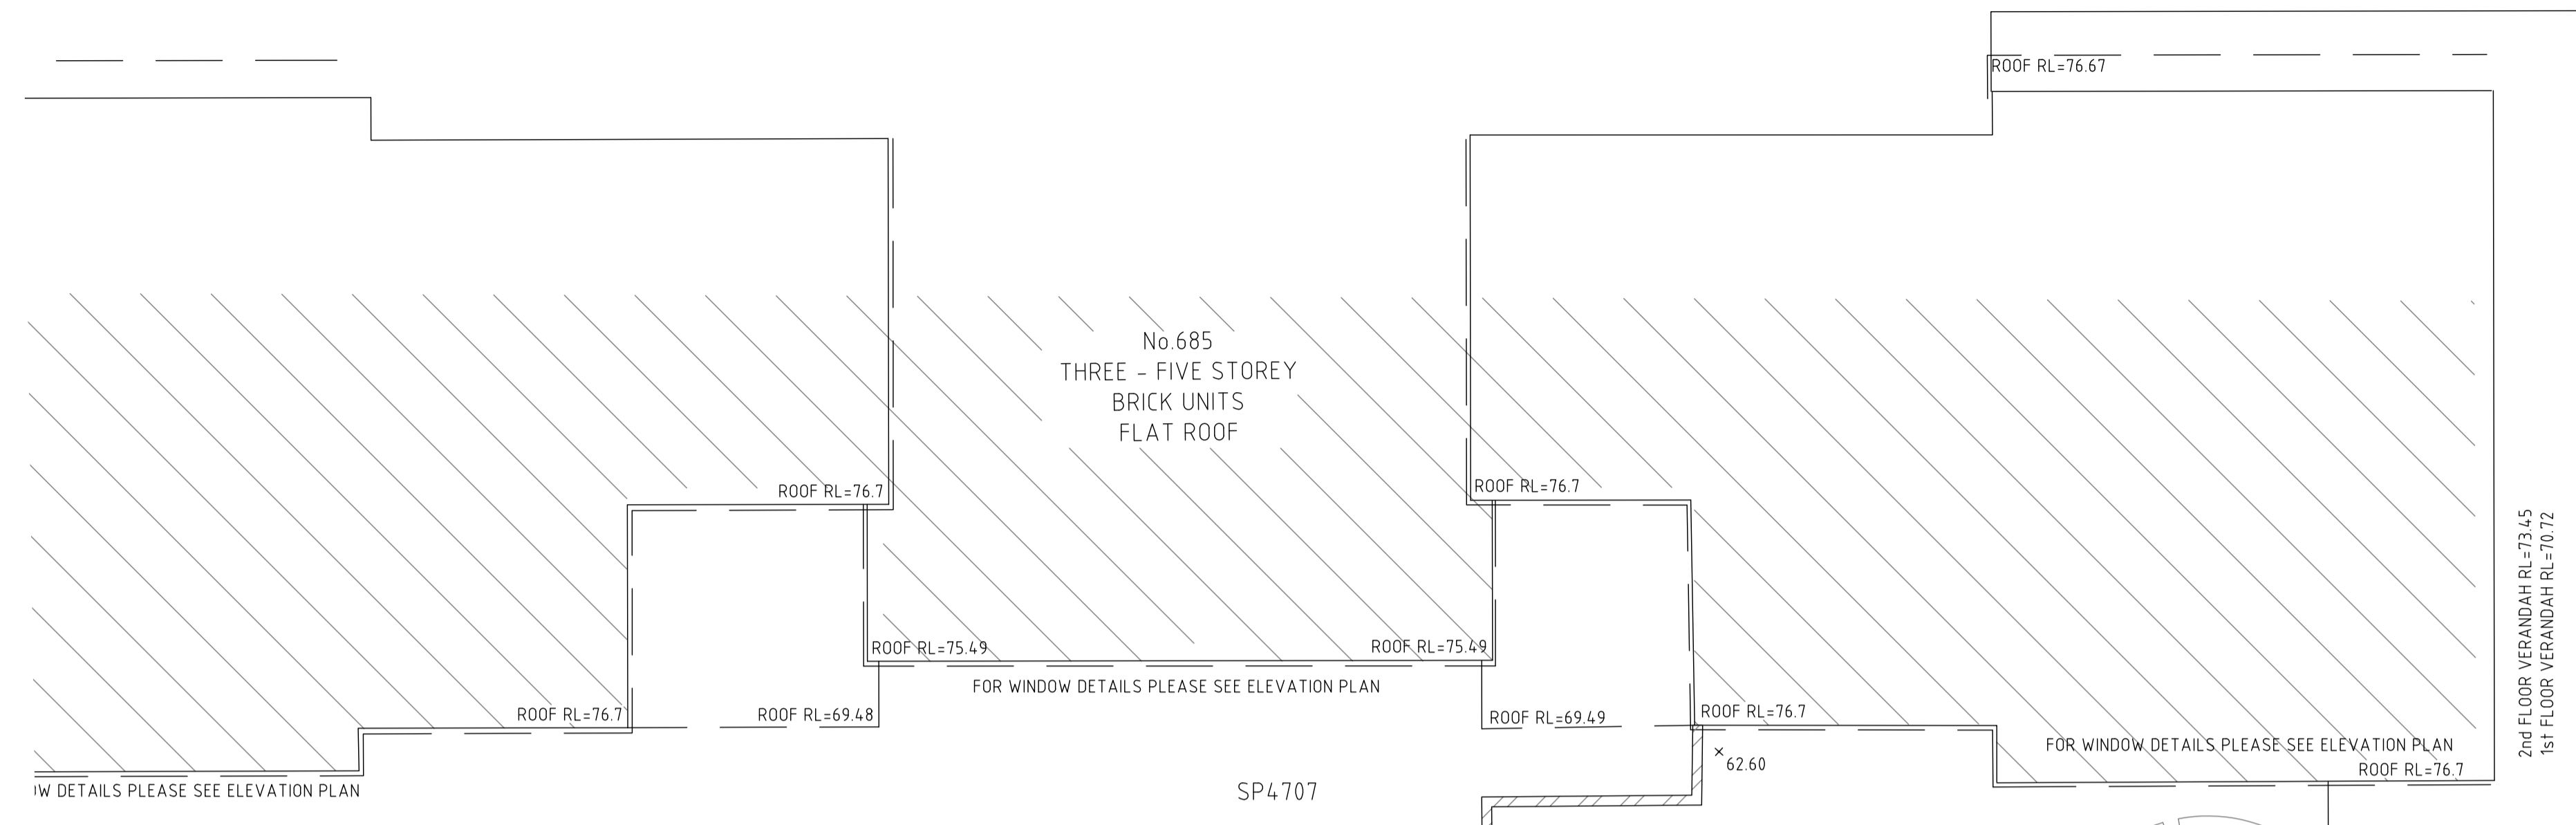 ROOF RL=76.67
No.685
THREE - FIVE STOREY
BRICK UNITS
FLAT ROOF
ROOF RL=76.7
ROOF RL=76.7
ROOF RL=75.49
ROOF RL=75.49
FOR WINDOW DETAILS PLEASE SEE ELEVATION PLAN
ROOF RL=76.7
ROOF RL=69.48
ROOF RL=69.49
ROOF RL=76.7
62.60
FOR WINDOW DETAILS PLEASE SEE ELEVATION PLAN
ROOF RL=76.7
DETAILS PLEASE SEE ELEVATION PLAN
SP4707
2nd FLOOR VERANDAH RL=73.45
1st FLOOR VERANDAH RL=70.72